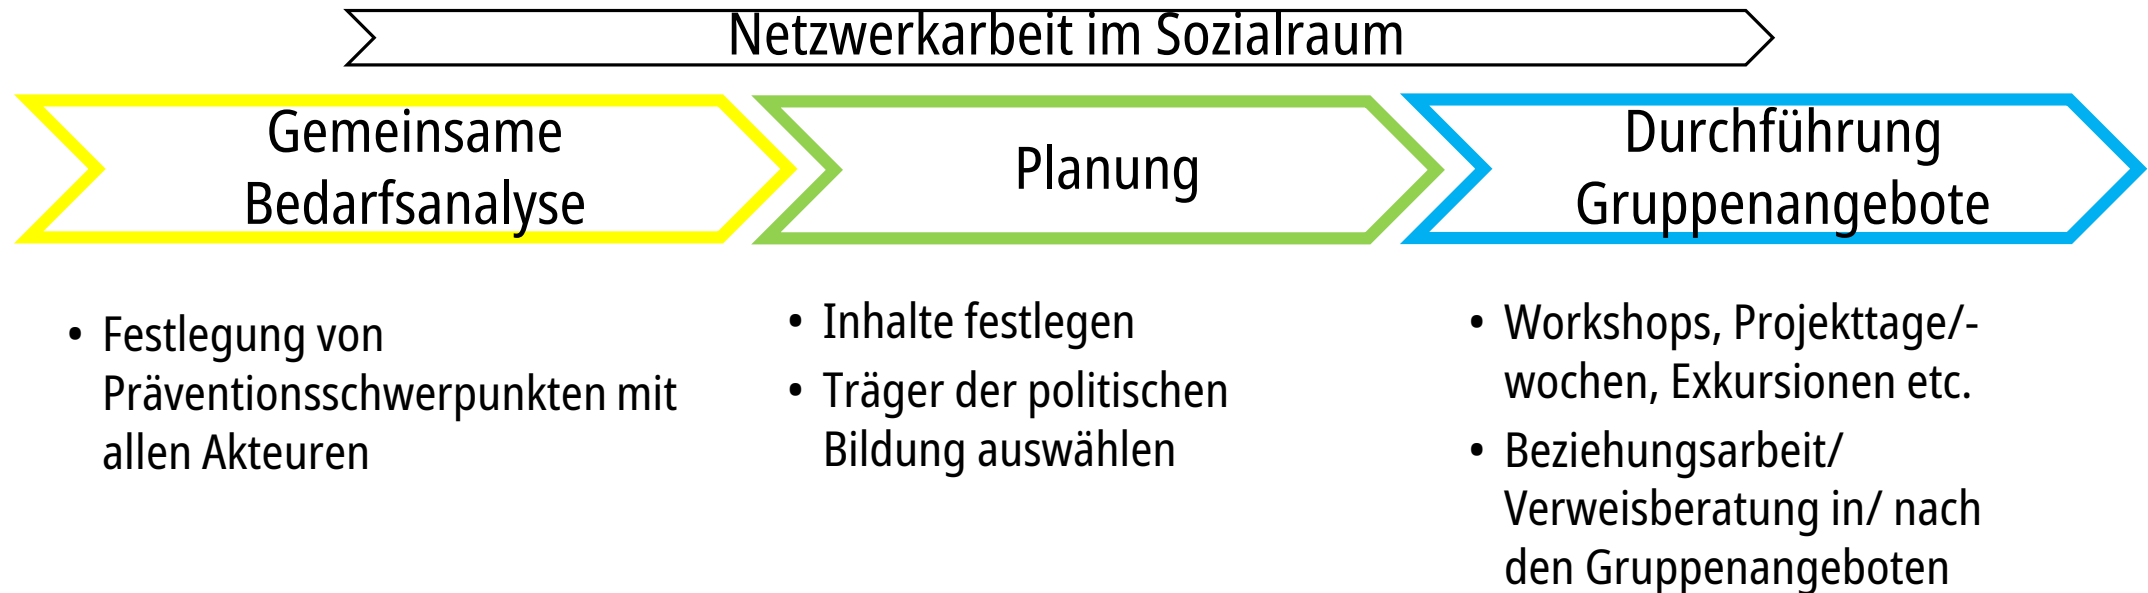 Netzwerkarbeit im Sozialraum
Gemeinsame
Bedarfsanalyse
Planung
Durchführung
Gruppenangebote
• Festlegung von
Präventionsschwerpunkten mit
allen Akteuren
• Inhalte festlegen
• Träger der politischen
Bildung auswählen
• Workshops, Projekttage/-
wochen, Exkursionen etc.
• Beziehungsarbeit/
Verweisberatung in/ nach
den Gruppenangeboten